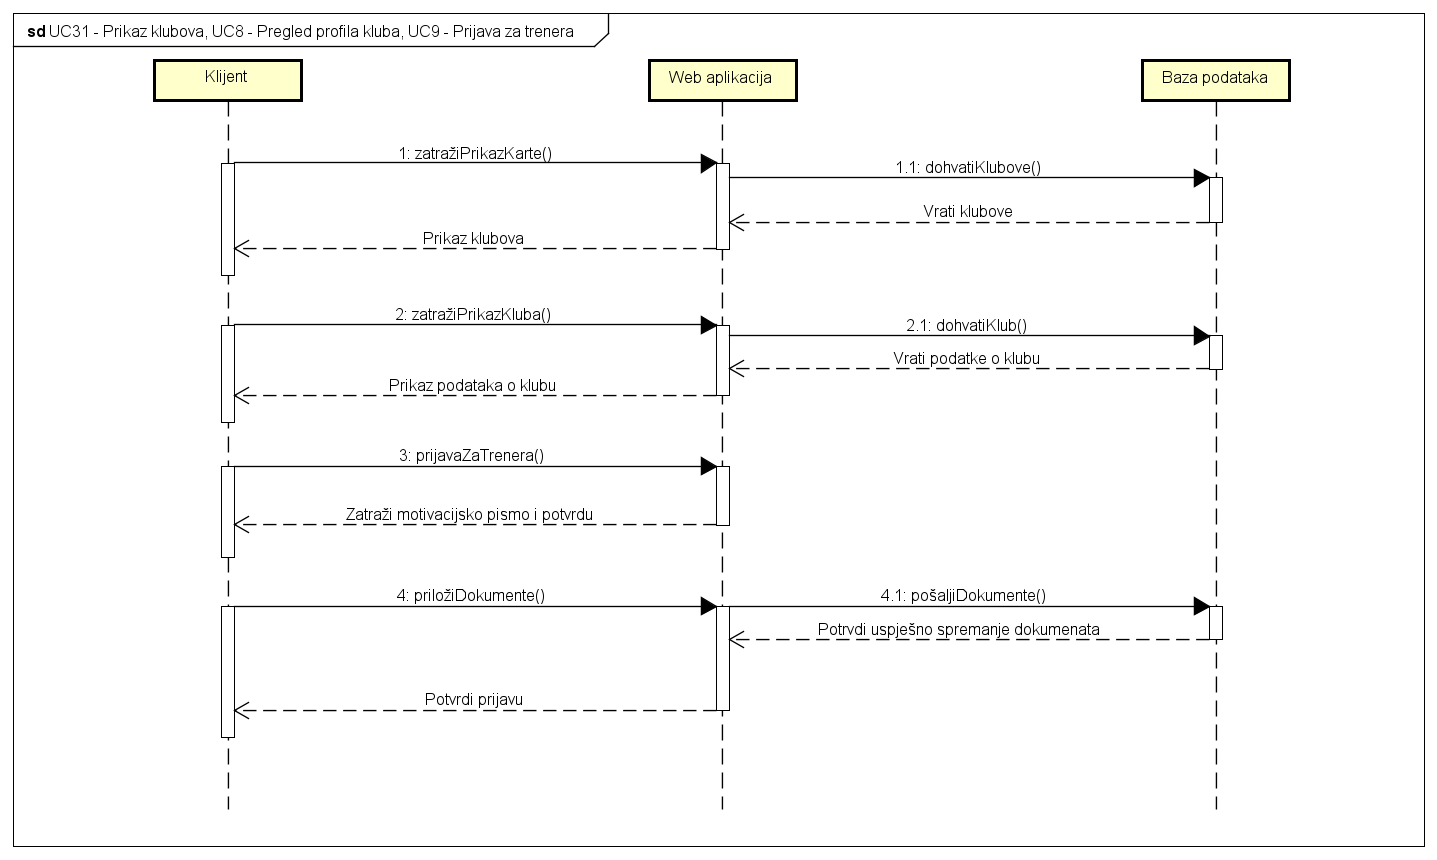 sd UC31 - Prikaz klubova, UC8 - Pregled profila kluba, UC9 - Prijava za trenera
Klijent
Web aplikacija
Baza podataka
1: zatražiPrikazKarte()
1.1: dohvatiKlubove()
Vrati klubove
Prikaz klubova
2: zatražiPrikazKluba()
2.1: dohvatiKlub()
Vrati podatke o klubu
Prikaz podataka o klubu
3: prijavaZaTrenera()
Zatraži motivacijsko pismo i potvrdu
4: priložiDokumente()
4.1: pošaljiDokumente()
Potrvdi uspješno spremanje dokumenata
Potvrdi prijavu